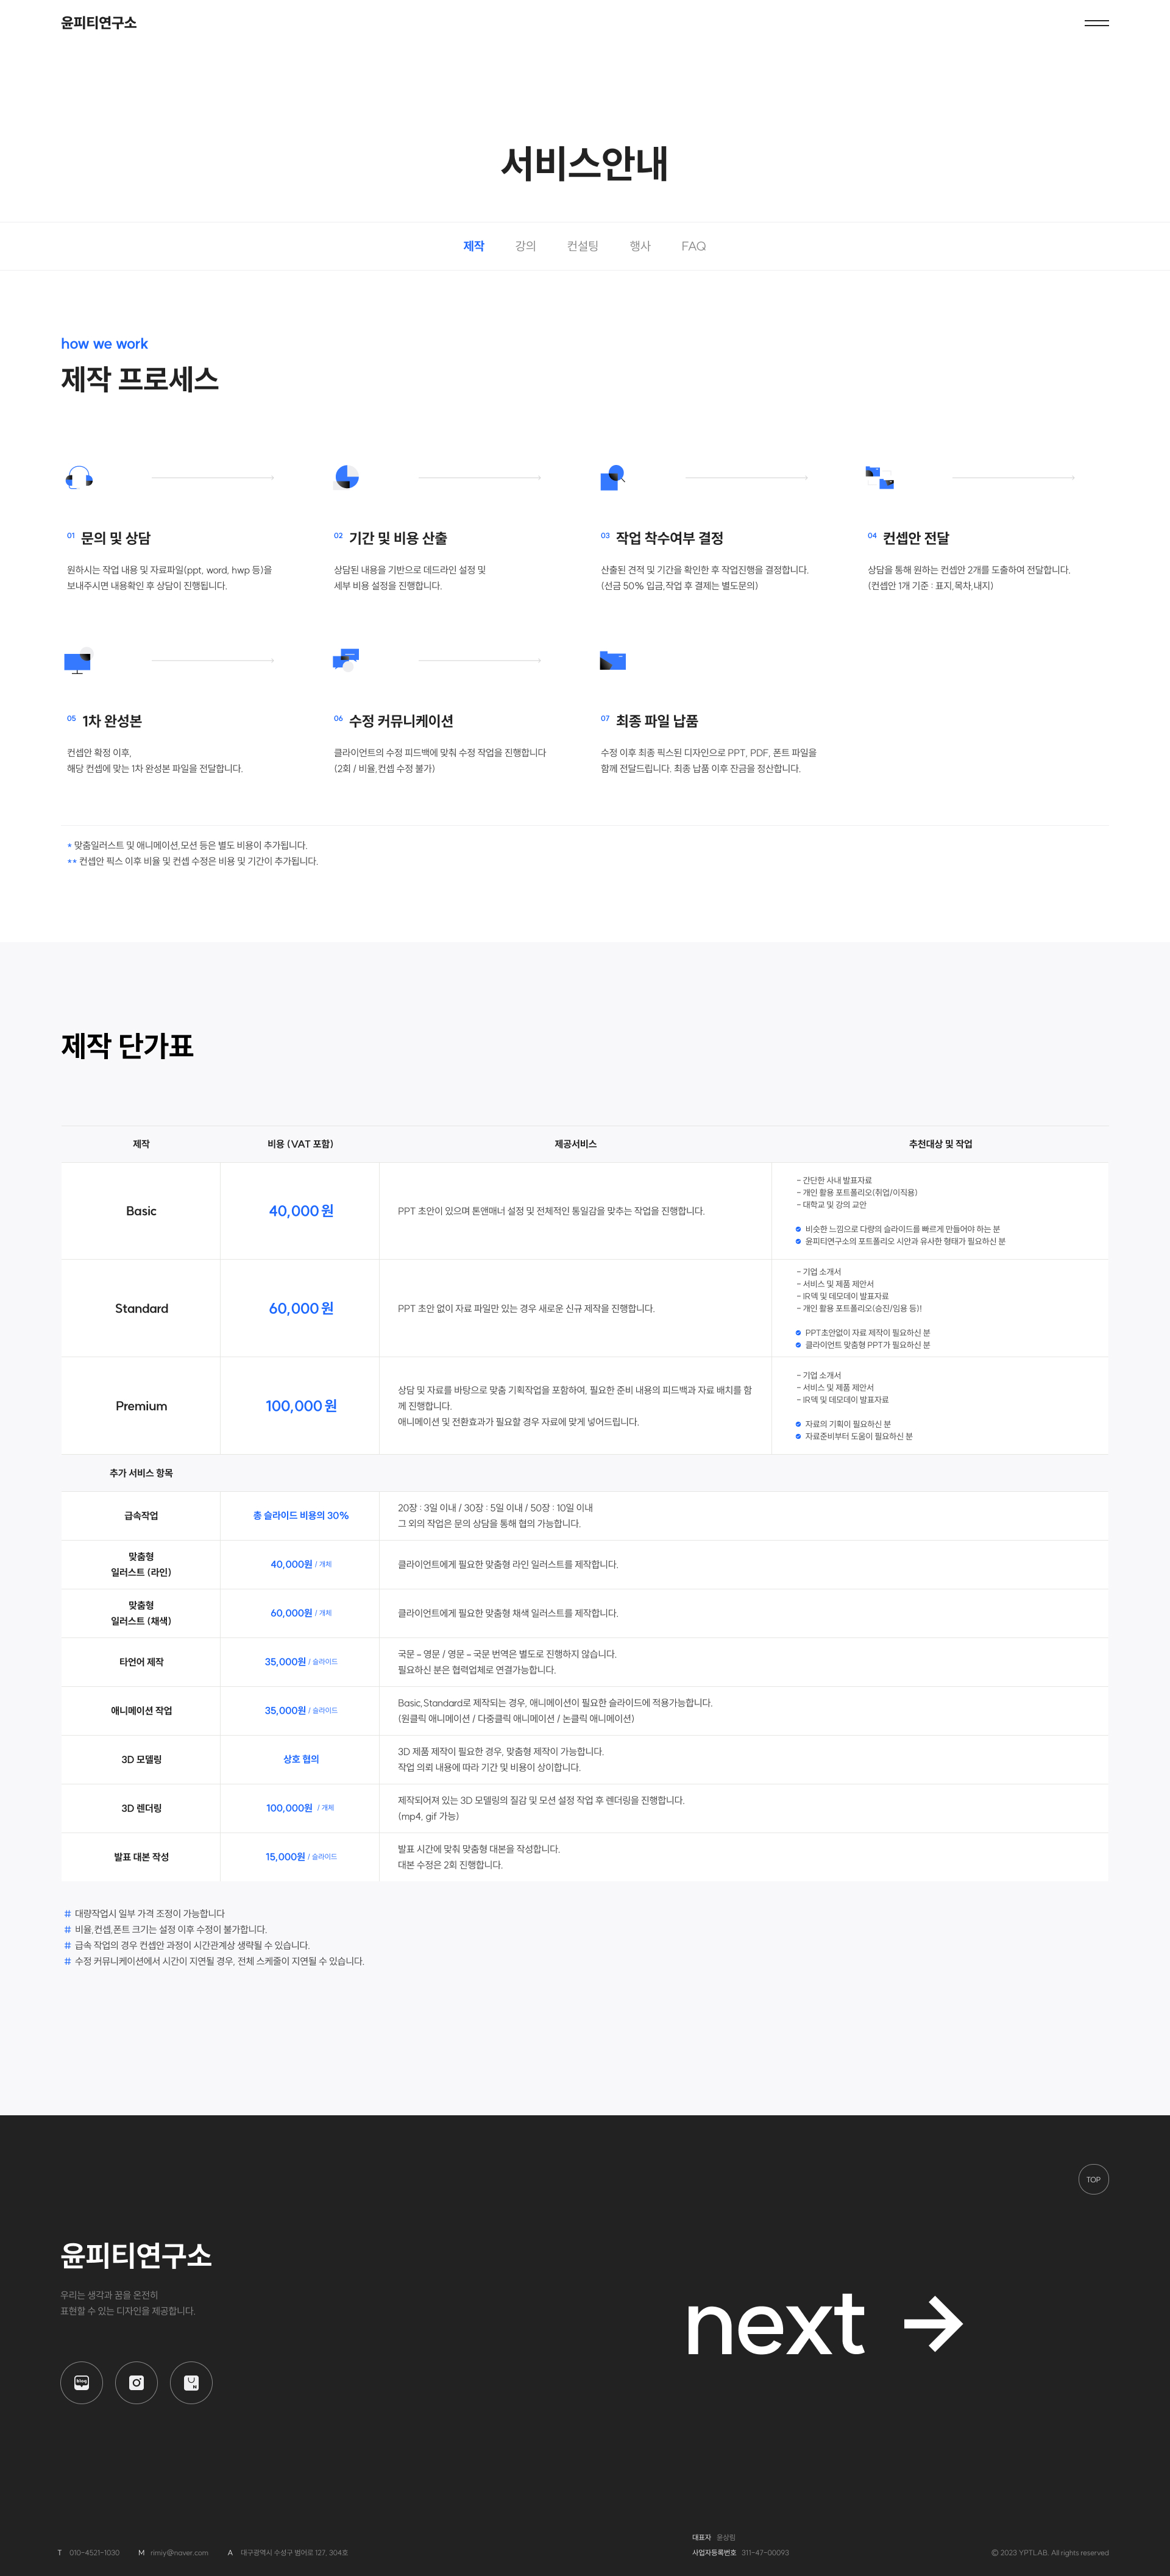 윤피티연구소
서비스안내
제작 강의 컨설팅 행사 FAQ
how we work
제작 프로세스
01 문의 및 상담
원하시는 작업 내용 및 자료파일(ppt, word, hwp 등)을
보내주시면 내용확인 후 상담이 진행됩니다.
02 기간 및 비용 산출
상담된 내용을 기반으로 데드라인 설정 및
세부 비용 설정을 진행합니다.
03 작업 착수여부 결정
산출된 견적 및 기간을 확인한 후 작업진행을 결정합니다.
(선금 50% 입금,작업 후 결제는 별도문의)
04 컨셉안 전달
상담을 통해 원하는 컨셉안 2개를 도출하여 전달합니다.
(컨셉안 1개 기준 : 표지,목차,내지)
05 1차 완성본
컨셉안 확정 이후,
해당 컨셉에 맞는 1차 완성본 파일을 전달합니다.
06 수정 커뮤니케이션
클라이언트의 수정 피드백에 맞춰 수정 작업을 진행합니다
(2회 / 비율,컨셉 수정 불가)
07 최종 파일 납품
수정 이후 최종 픽스된 디자인으로 PPT, PDF, 폰트 파일을
함께 전달드립니다. 최종 납품 이후 잔금을 정산합니다.
* 맞춤일러스트 및 애니메이션,모션 등은 별도 비용이 추가됩니다.
** 컨셉안 픽스 이후 비율 및 컨셉 수정은 비용 및 기간이 추가됩니다.
제작 단가표
제작 비용 (VAT 포함) 제공서비스 추천대상 및 작업
Basic
40,000 원
PPT 초안이 있으며 톤앤매너 설정 및 전체적인 통일감을 맞추는 작업을 진행합니다.
- 간단한 사내 발표자료
- 개인 활용 포트폴리오(취업/이직용)
- 대학교 및 강의 교안
비슷한 느낌으로 다량의 슬라이드를 빠르게 만들어야 하는 분
윤피티연구소의 포트폴리오 시안과 유사한 형태가 필요하신 분
Standard
60,000 원
PPT 초안 없이 자료 파일만 있는 경우 새로운 신규 제작을 진행합니다.
- 기업 소개서
- 서비스 및 제품 제안서
- IR덱 및 데모데이 발표자료
- 개인 활용 포트폴리오(승진/임용 등)!
PPT초안없이 자료 제작이 필요하신 분
클라이언트 맞춤형 PPT가 필요하신 분
Premium
100,000 원
상담 및 자료를 바탕으로 맞춤 기획작업을 포함하여, 필요한 준비 내용의 피드백과 자료 배치를 함
께 진행합니다.
애니메이션 및 전환효과가 필요할 경우 자료에 맞게 넣어드립니다.
- 기업 소개서
- 서비스 및 제품 제안서
- IR덱 및 데모데이 발표자료
자료의 기획이 필요하신 분
자료준비부터 도움이 필요하신 분
추가 서비스 항목
급속작업
총 슬라이드 비용의 30%
20장 : 3일 이내 / 30장 : 5일 이내 / 50장 : 10일 이내
그 외의 작업은 문의 상담을 통해 협의 가능합니다.
맞춤형
일러스트 (라인)
40,000원 / 개체
클라이언트에게 필요한 맞춤형 라인 일러스트를 제작합니다.
맞춤형
일러스트 (채색)
60,000원 / 개체
클라이언트에게 필요한 맞춤형 채색 일러스트를 제작합니다.
타언어 제작
35,000원 / 슬라이드
국문 - 영문 / 영문 - 국문 번역은 별도로 진행하지 않습니다.
필요하신 분은 협력업체로 연결가능합니다.
애니메이션 작업
35,000원 / 슬라이드
Basic,Standard로 제작되는 경우, 애니메이션이 필요한 슬라이드에 적용가능합니다.
(원클릭 애니메이션 / 다중클릭 애니메이션 / 논클릭 애니메이션)
3D 모델링
상호 협의
3D 제품 제작이 필요한 경우, 맞춤형 제작이 가능합니다.
작업 의뢰 내용에 따라 기간 및 비용이 상이합니다.
3D 렌더링
100,000원 / 개체
제작되어져 있는 3D 모델링의 질감 및 모션 설정 작업 후 렌더링을 진행합니다.
(mp4, gif 가능)
발표 대본 작성
15,000원 / 슬라이드
발표 시간에 맞춰 맞춤형 대본을 작성합니다.
대본 수정은 2회 진행합니다.
# 대량작업시 일부 가격 조정이 가능합니다
# 비율,컨셉,폰트 크기는 설정 이후 수정이 불가합니다.
# 급속 작업의 경우 컨셉안 과정이 시간관계상 생략될 수 있습니다.
# 수정 커뮤니케이션에서 시간이 지연될 경우, 전체 스케줄이 지연될 수 있습니다.
TOP
윤피티연구소
우리는 생각과 꿈을 온전히
표현할 수 있는 디자인을 제공합니다.
next →
blog
N
대표자 윤상림
T 010-4521-1030 M rimiy@naver.com A 대구광역시 수성구 범어로 127, 304호
사업자등록번호 311-47-00093
© 2023 YPTLAB. All rights reserved